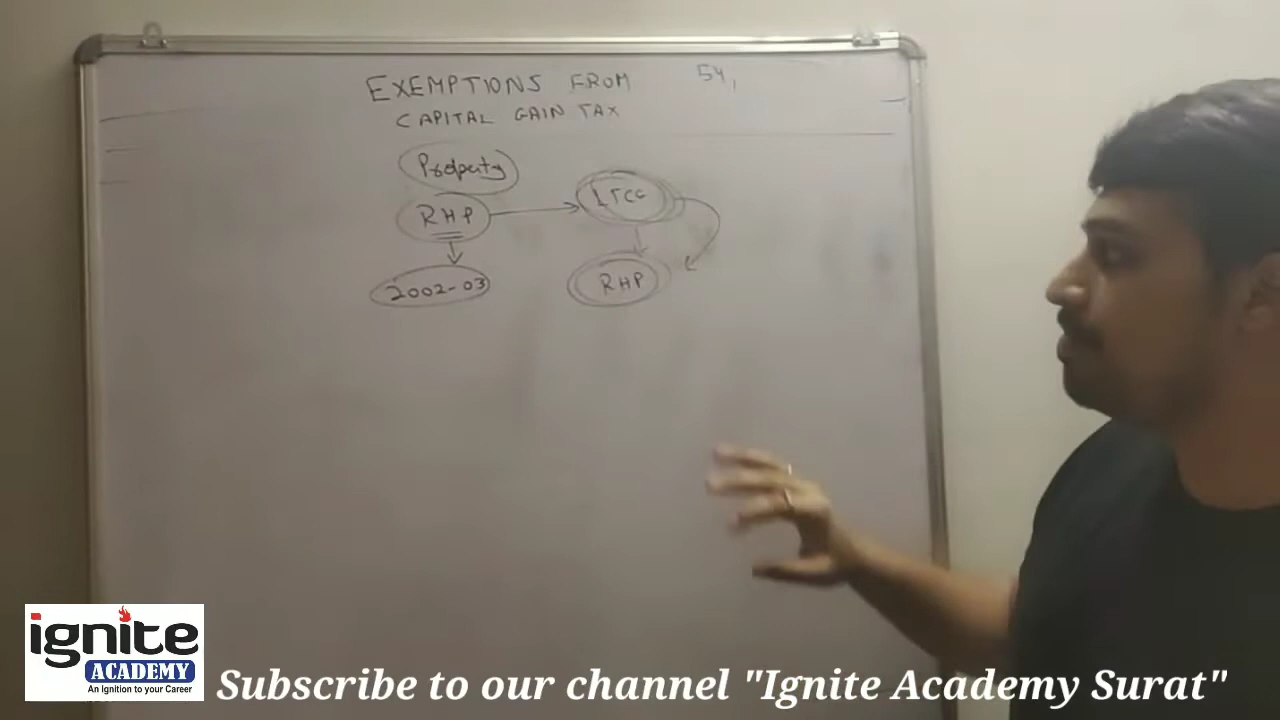 EXEMPTIONS FROM 54,
CAPITAL GAIN TAX
Property
RHP
LTCG
2002-03
RHP
ignite
ACADEMY
An Ignition to your Career
Subscribe to our channel "Ignite Academy Surat"